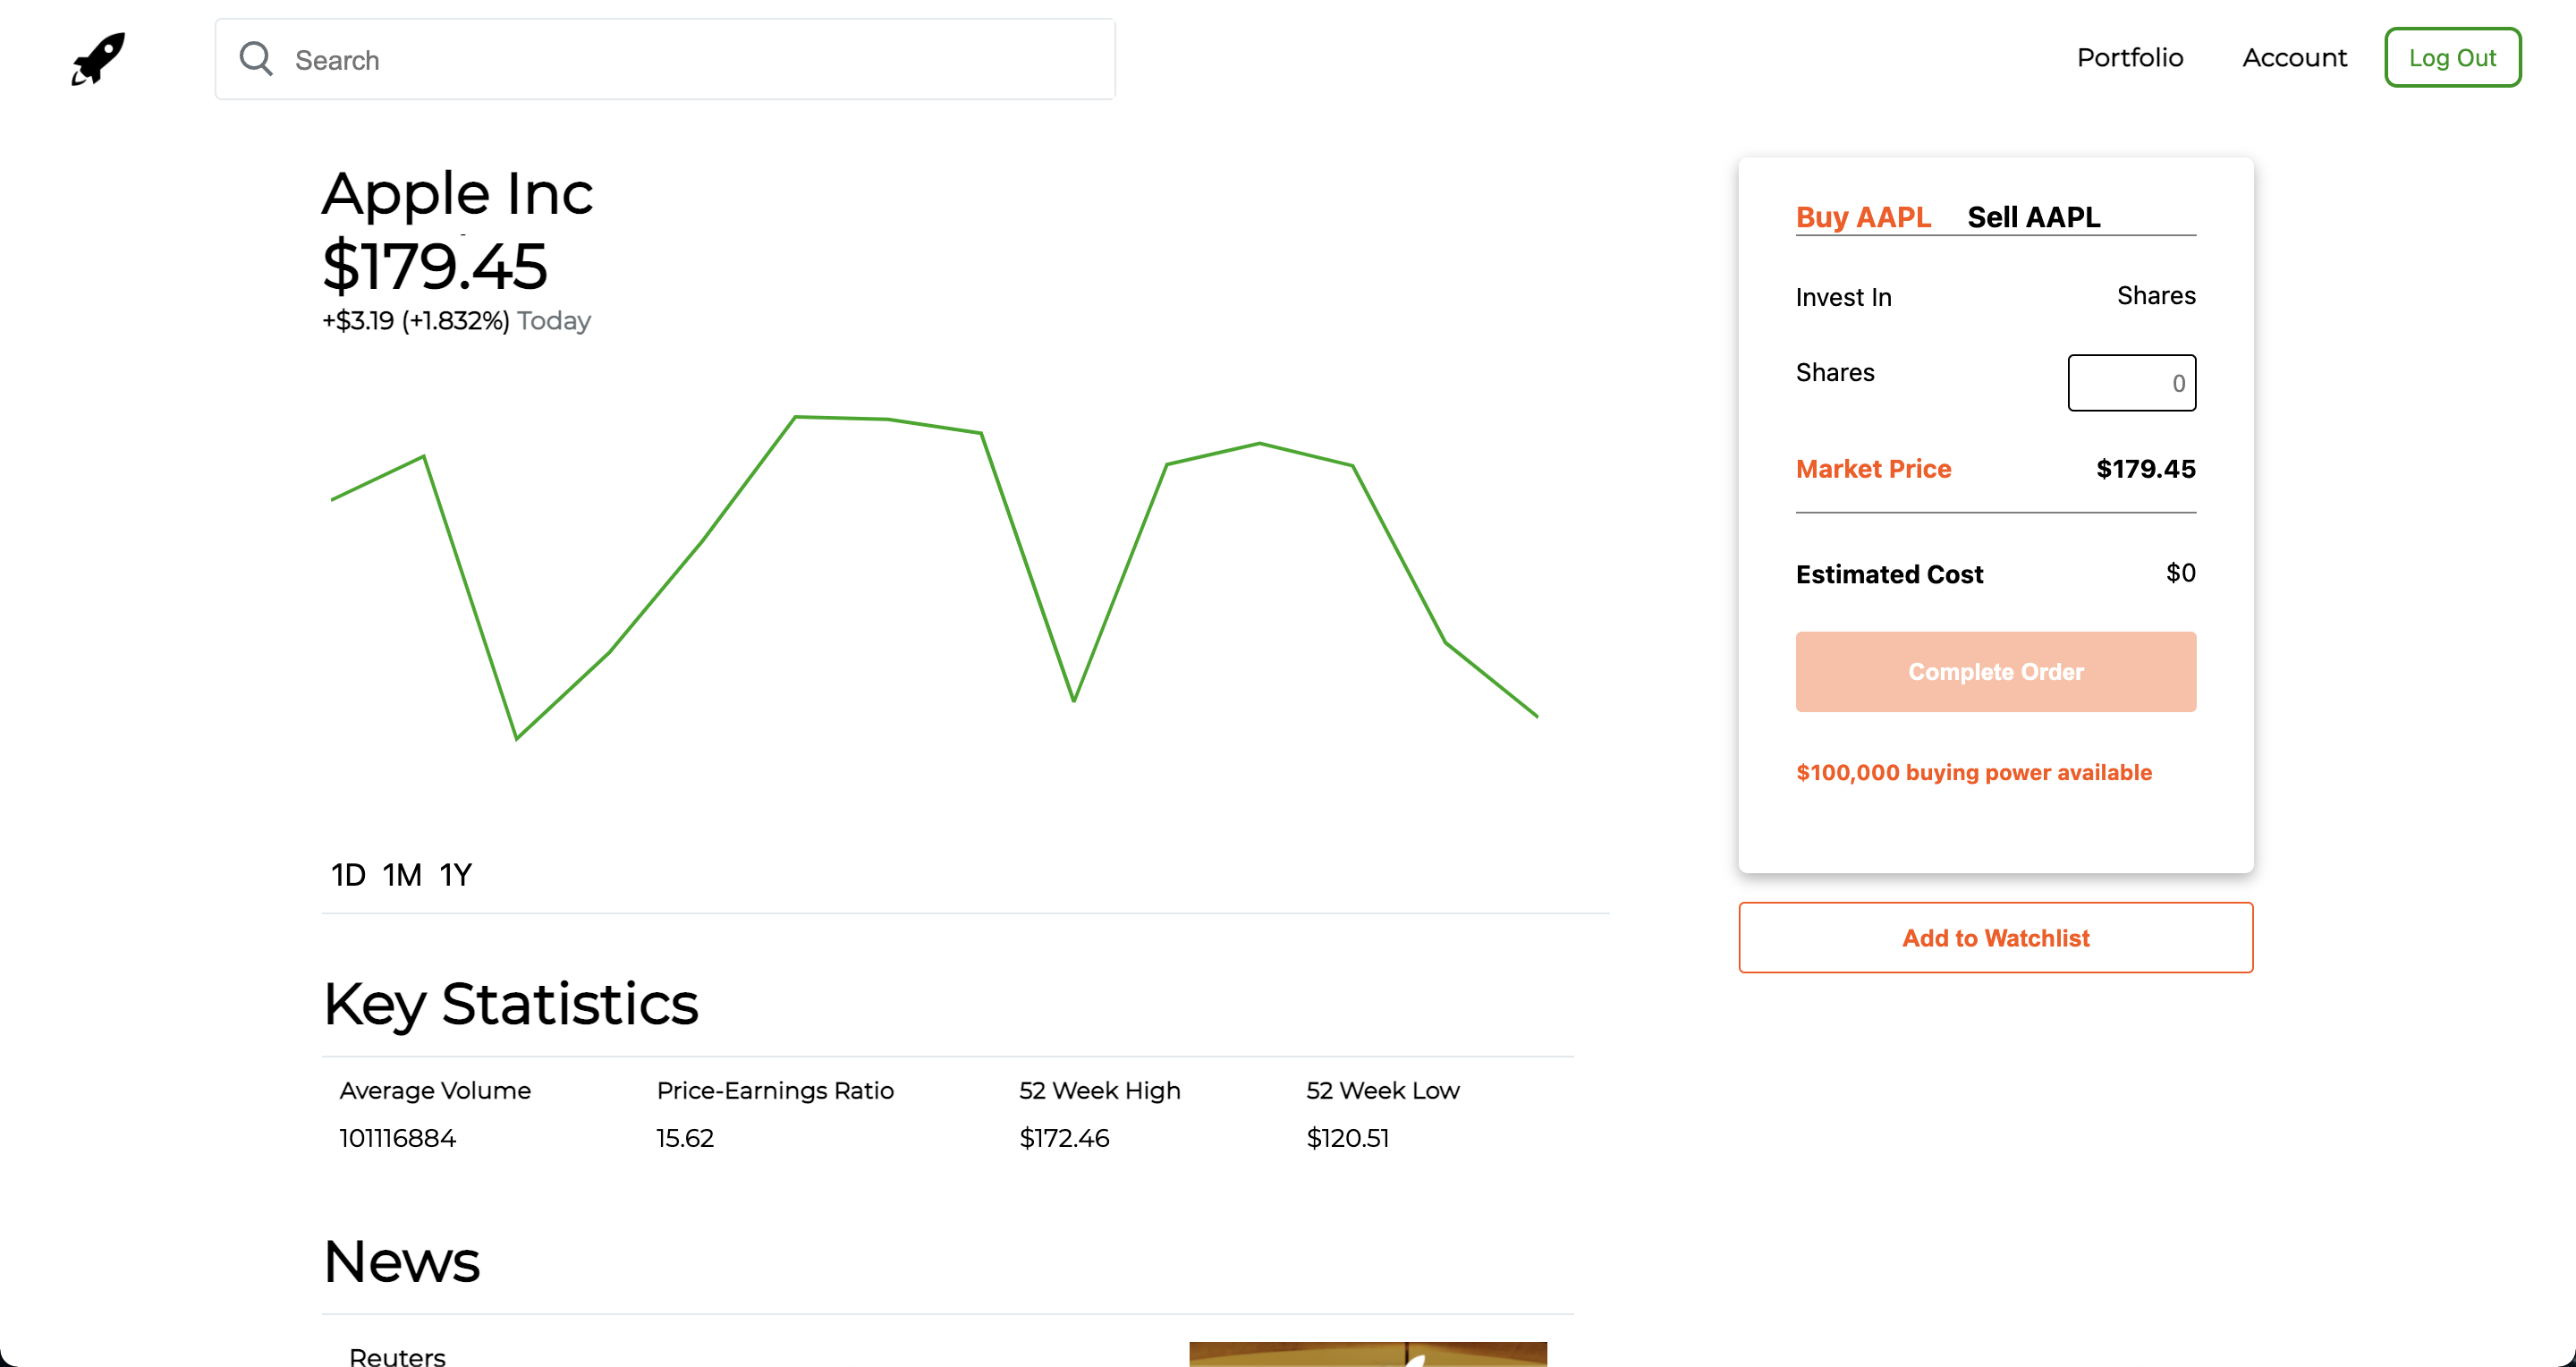 Search
Portfolio
Account
Log Out
Apple Inc
$179.45
+$3.19 (+1.832%) Today
1D 1M 1Y
Buy AAPL
Sell AAPL
Invest In
Shares
Shares
0
Market Price
$179.45
Estimated Cost
$0
Complete Order
$100,000 buying power available
Add to Watchlist
Key Statistics
Average Volume
Price-Earnings Ratio
52 Week High
52 Week Low
101116884
15.62
$172.46
$120.51
News
Reuters